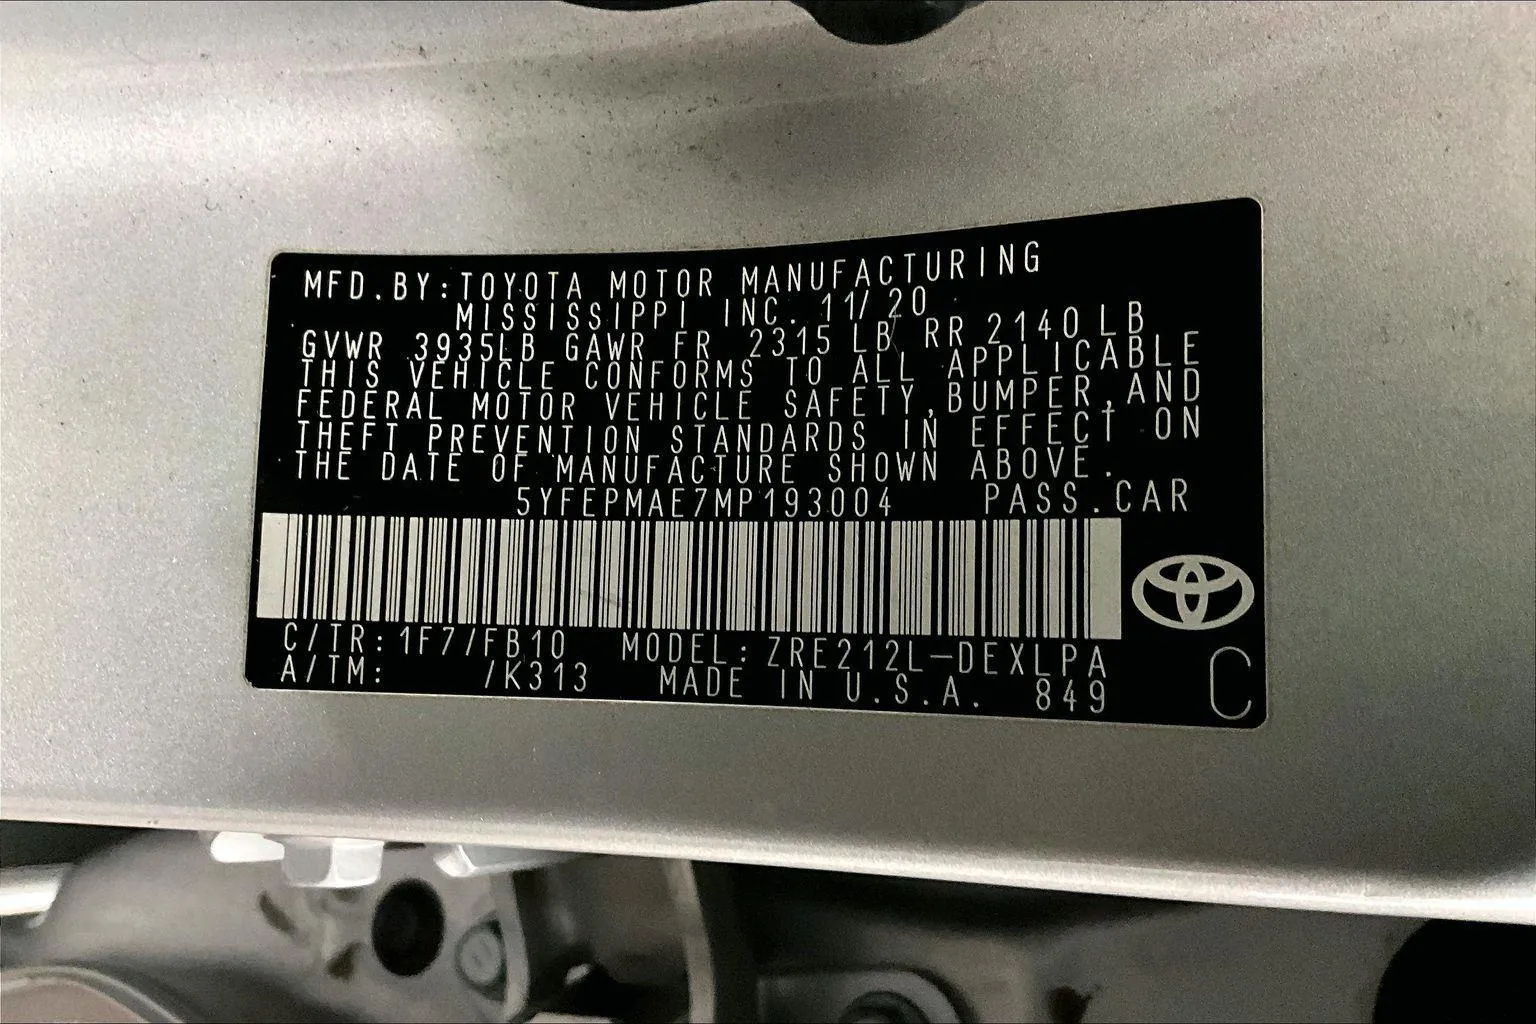 MFD.BY:TOYOTA MOTOR MANUFACTURING
MISSISSIPPI INC. 11/20
GVWR 3935LB GAWR FR 2315 LB RR 2140 LB
THIS VEHICLE CONFORMS TO ALL APPLICABLE
FEDERAL MOTOR VEHICLE SAFETY,BUMPER,AND
THEFT PREVENTION STANDARDS IN EFFECT ON
THE DATE OF MANUFACTURE SHOWN ABOVE.
5YFEPMAE7MP193004 PASS.CAR
C/TR:1F7/FB10 MODEL:ZRE212L-DEXLPA
A/TM: /K313 MADE IN U.S.A. 849
C